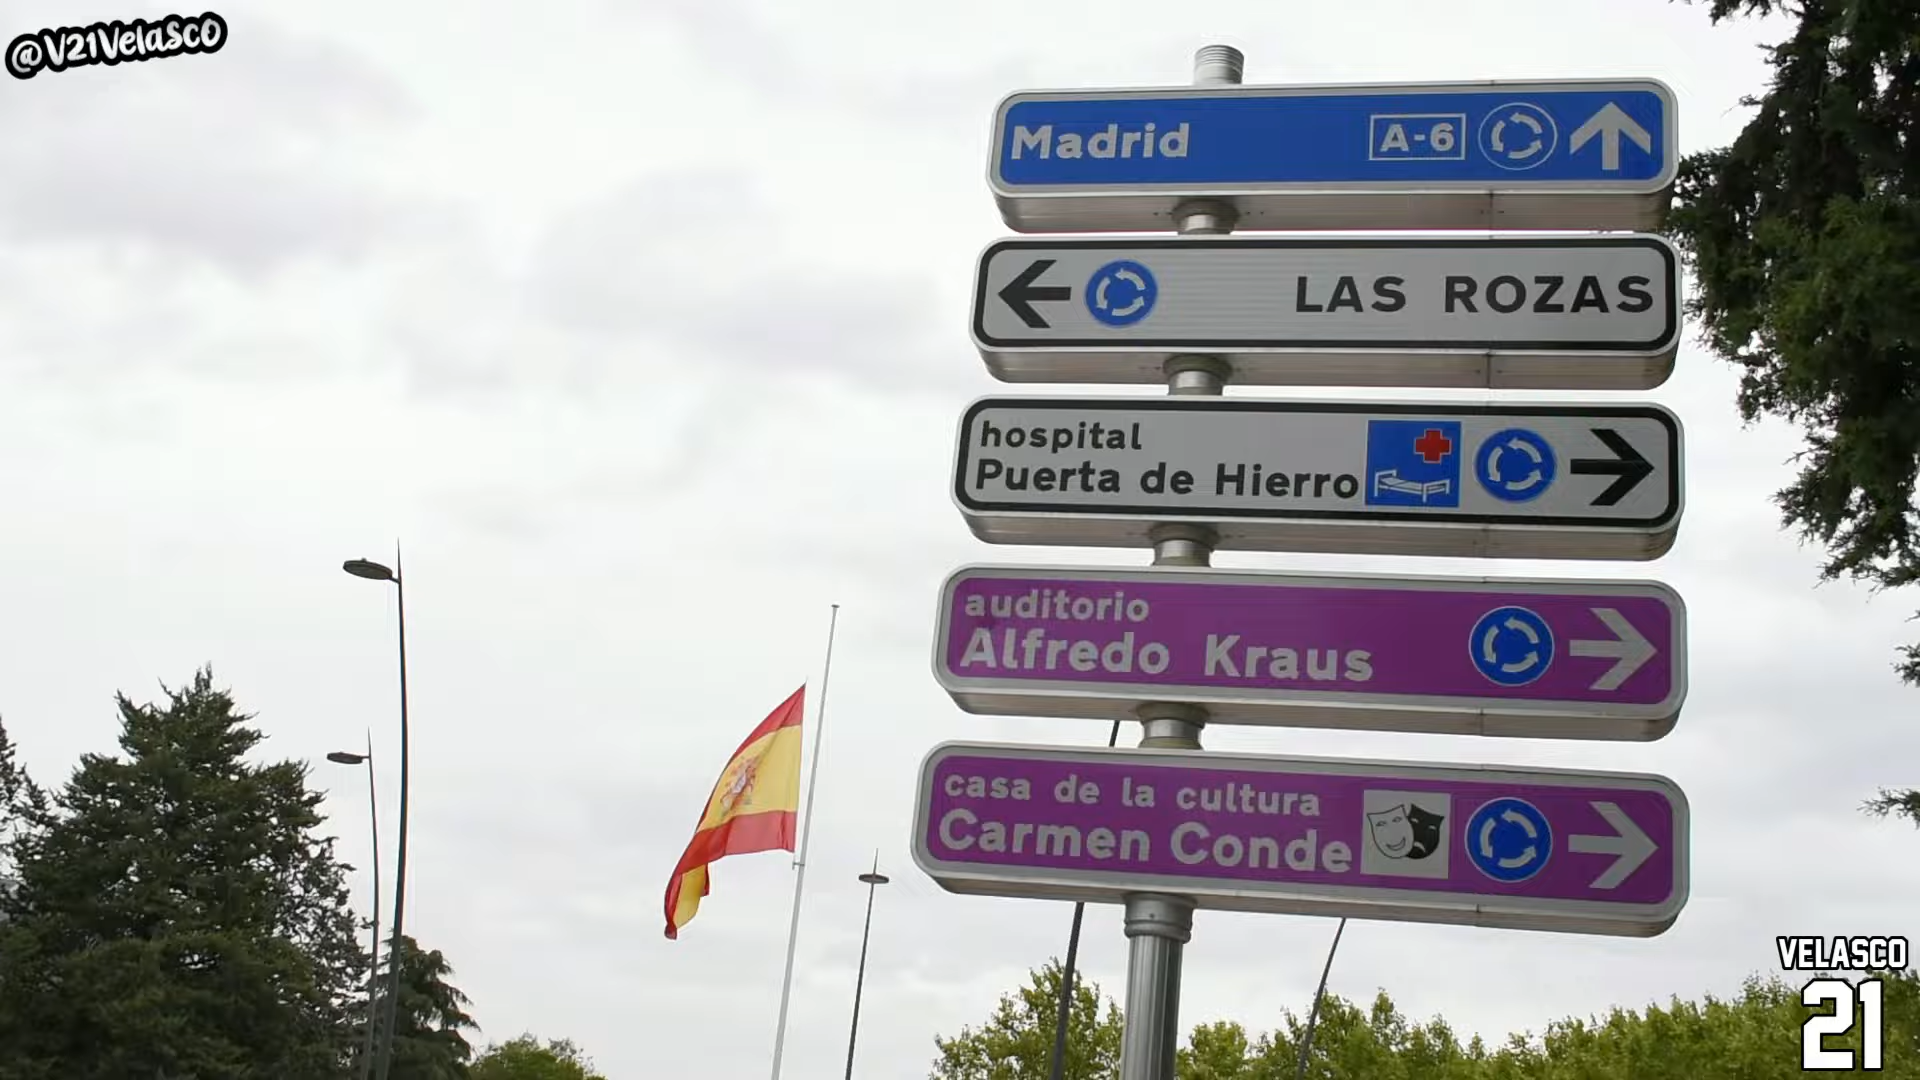 @V21VelaSco
Madrid A-6
LAS ROZAS
hospital
Puerta de Hierro
auditorio
Alfredo Kraus
casa de la cultura
Carmen Conde
VELASCO
21